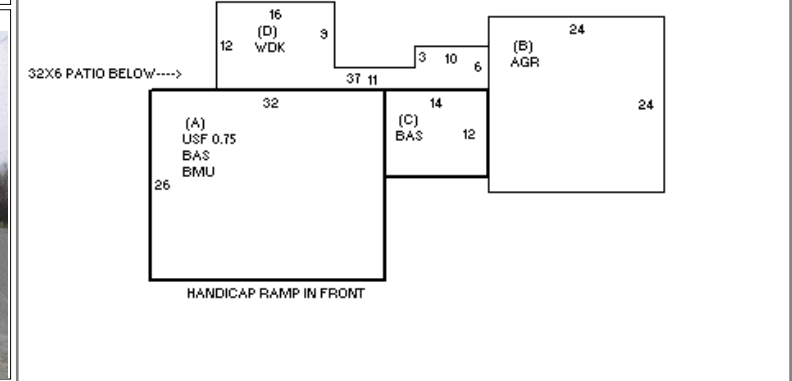 16
(D)
WDK
12
9
24
(B)
AGR
3
10
6
32X6 PATIO BELOW---->
37
11
24
32
14
(A)
USF 0.75
BAS
BMU
(C)
BAS
12
26
HANDICAP RAMP IN FRONT